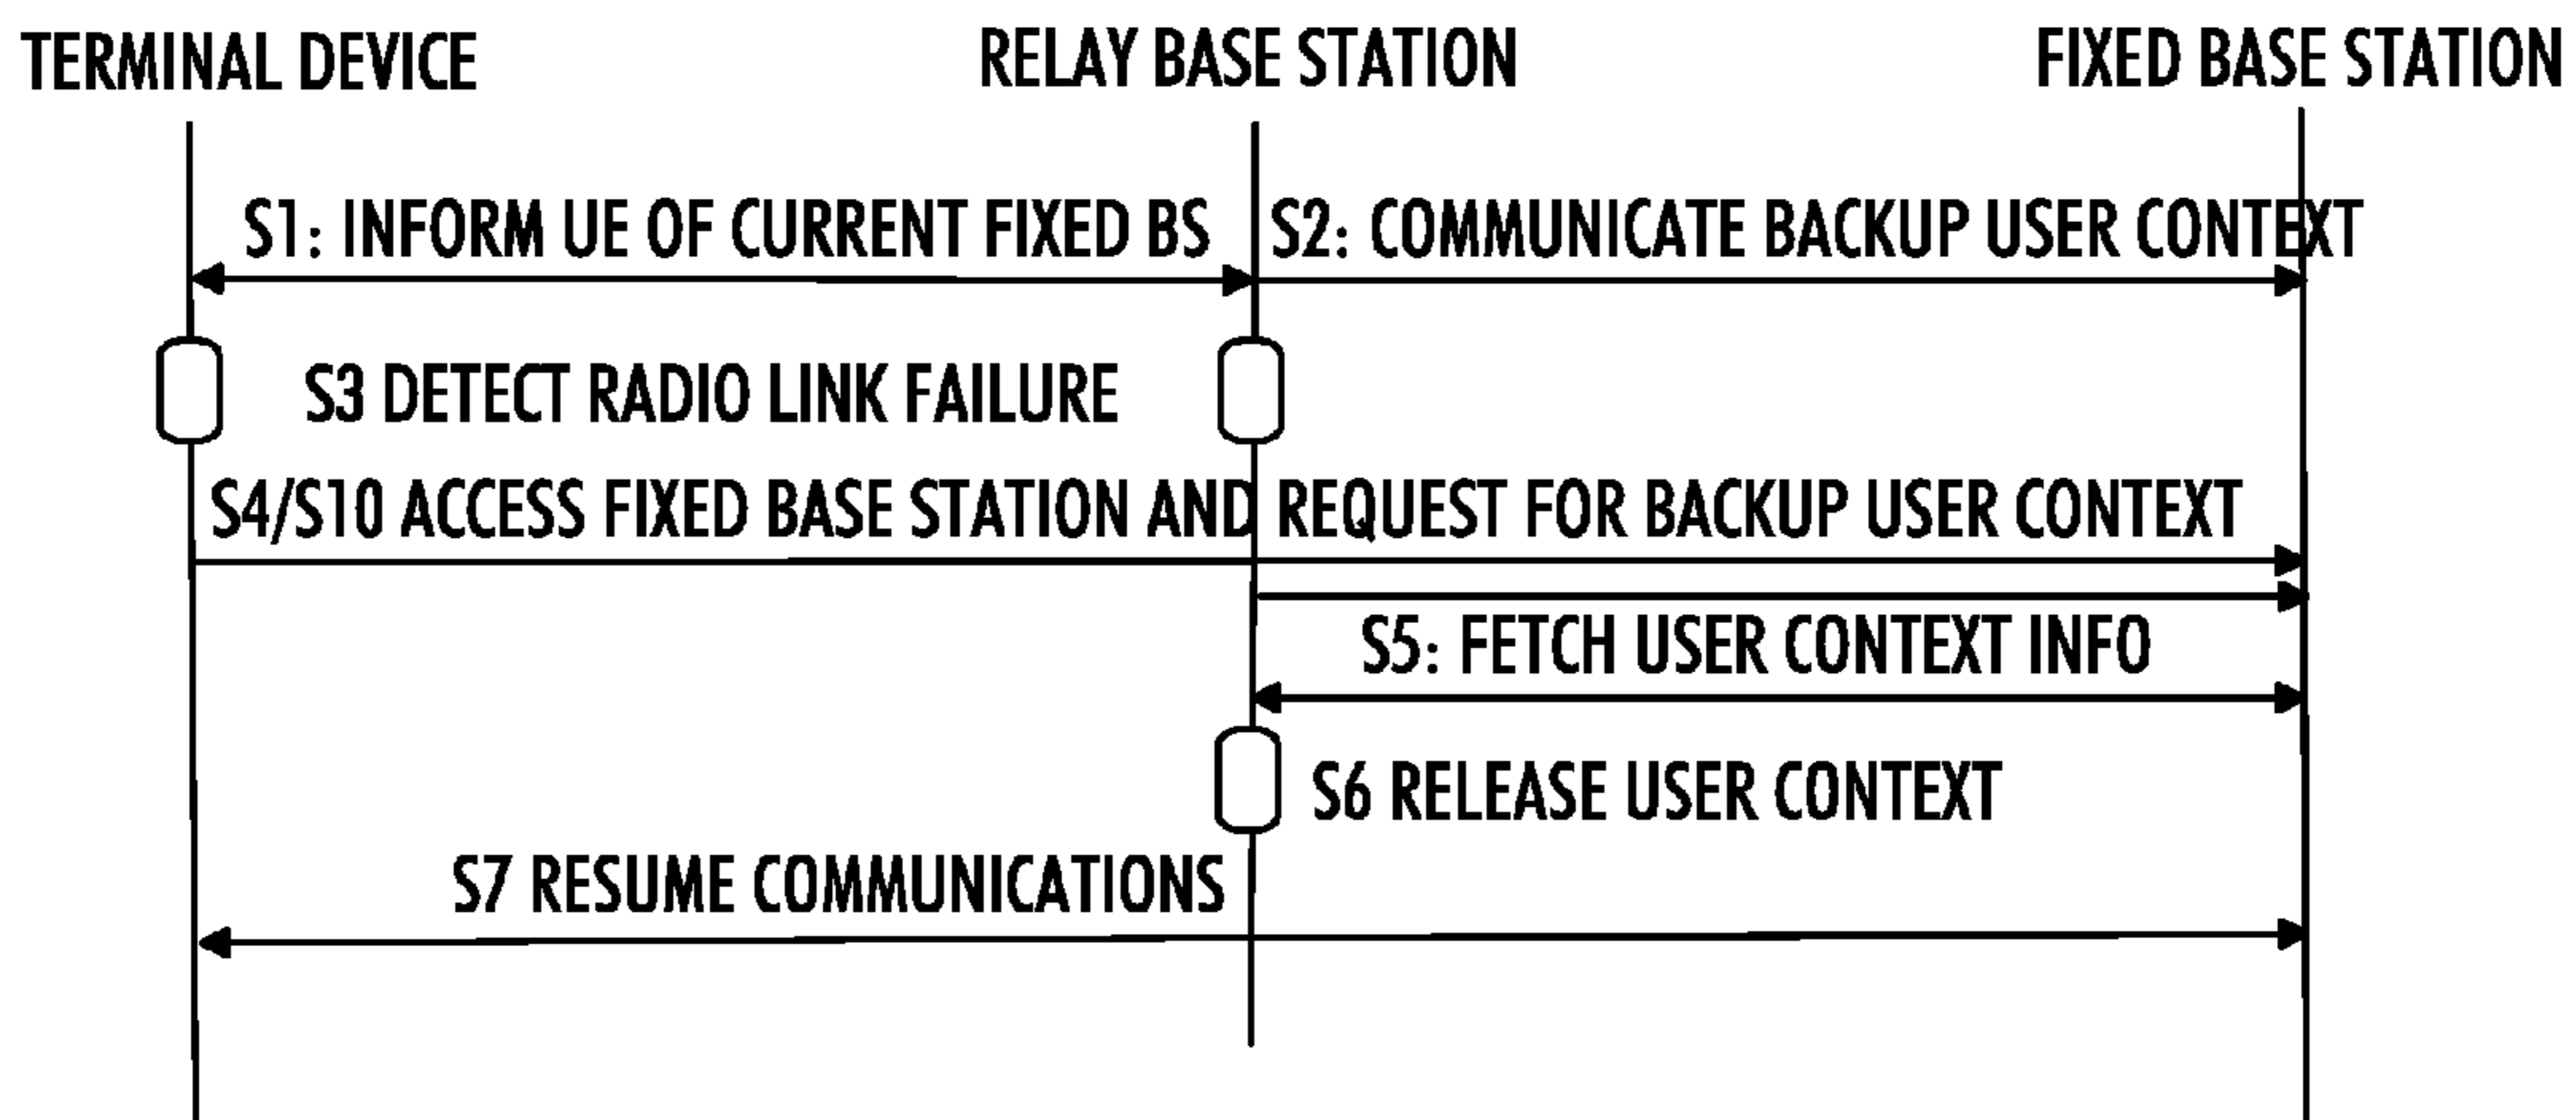 TERMINAL DEVICE
RELAY BASE STATION
FIXED BASE STATION
S1: INFORM UE OF CURRENT FIXED BS
S2: COMMUNICATE BACKUP USER CONTEXT
S3 DETECT RADIO LINK FAILURE
S4/S10 ACCESS FIXED BASE STATION AND REQUEST FOR BACKUP USER CONTEXT
S5: FETCH USER CONTEXT INFO
S6 RELEASE USER CONTEXT
S7 RESUME COMMUNICATIONS